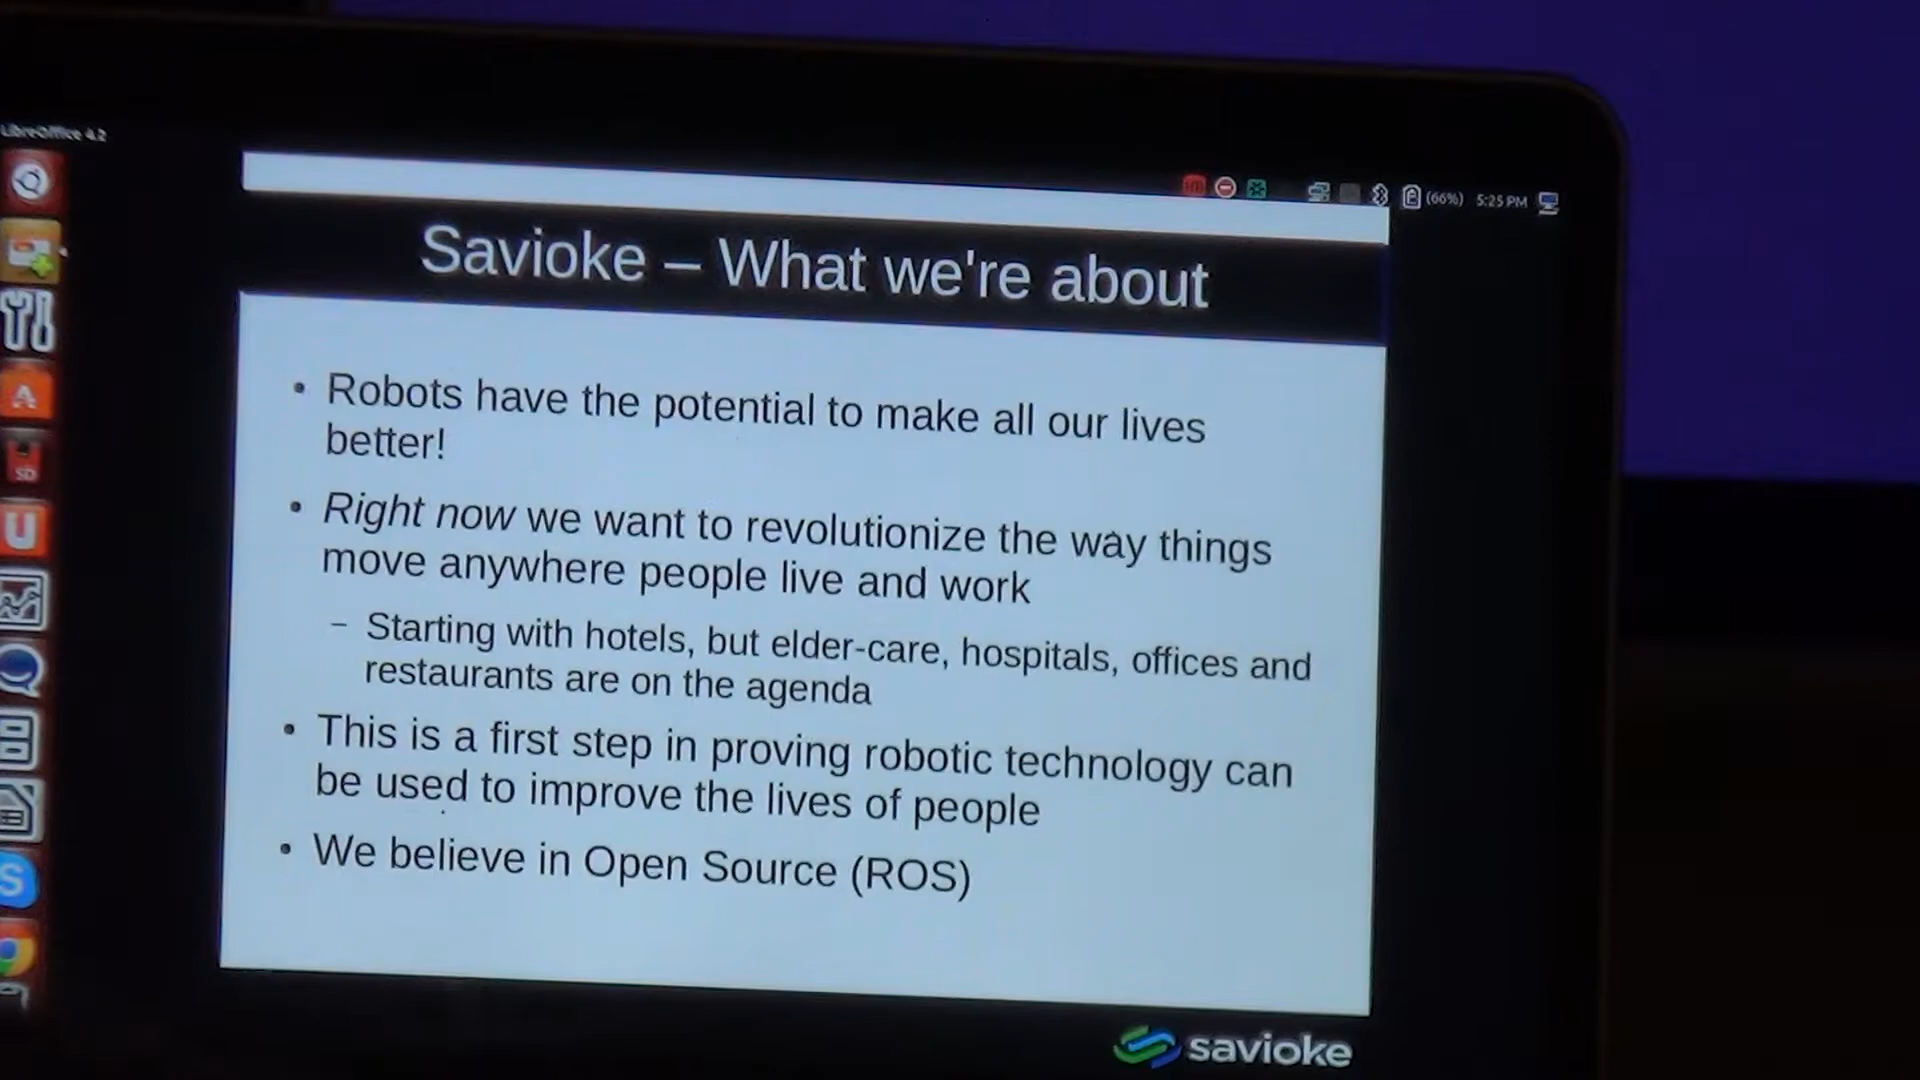 LibreOffice 4.2
(66%) 5:25 PM
Savioke – What we're about
• Robots have the potential to make all our lives
better!
• Right now we want to revolutionize the way things
move anywhere people live and work
– Starting with hotels, but elder-care, hospitals, offices and
restaurants are on the agenda
• This is a first step in proving robotic technology can
be used to improve the lives of people
• We believe in Open Source (ROS)
savioke
A
SD
U
S